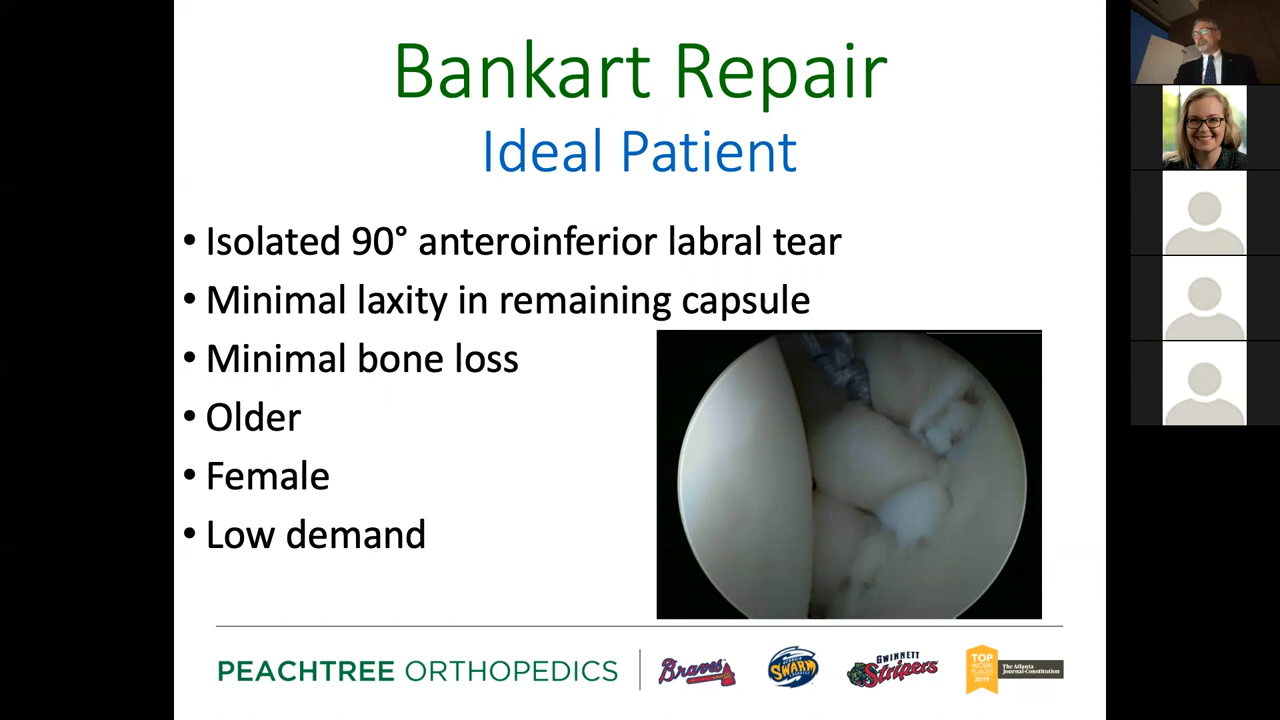 Bankart Repair
Ideal Patient
• Isolated 90° anteroinferior labral tear
• Minimal laxity in remaining capsule
• Minimal bone loss
• Older
• Female
• Low demand
PEACHTREE ORTHOPEDICS
Braves
SWARM
GWINNETT
Stripers
TOP
WORK
PLACES
2019
The Atlanta
Journal-Constitution